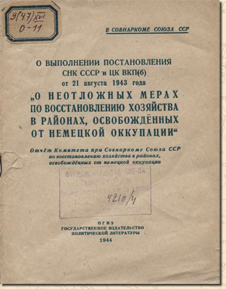 9(47)
0-11
В СОВНАРКОМЕ СОЮЗА ССР
О ВЫПОЛНЕНИИ ПОСТАНОВЛЕНИЯ
СНК СССР и ЦК ВКП(б)
от 21 августа 1943 года
„О НЕОТЛОЖНЫХ МЕРАХ
ПО ВОССТАНОВЛЕНИЮ ХОЗЯЙСТВА
В РАЙОНАХ, ОСВОБОЖДЁННЫХ
ОТ НЕМЕЦКОЙ ОККУПАЦИИ“
Отчёт Комитета при Совнаркоме Союза ССР
по восстановлению хозяйства в районах,
освобождённых от немецкой оккупации
ОГИЗ
ГОСУДАРСТВЕННОЕ ИЗДАТЕЛЬСТВО
ПОЛИТИЧЕСКОЙ ЛИТЕРАТУРЫ
1944